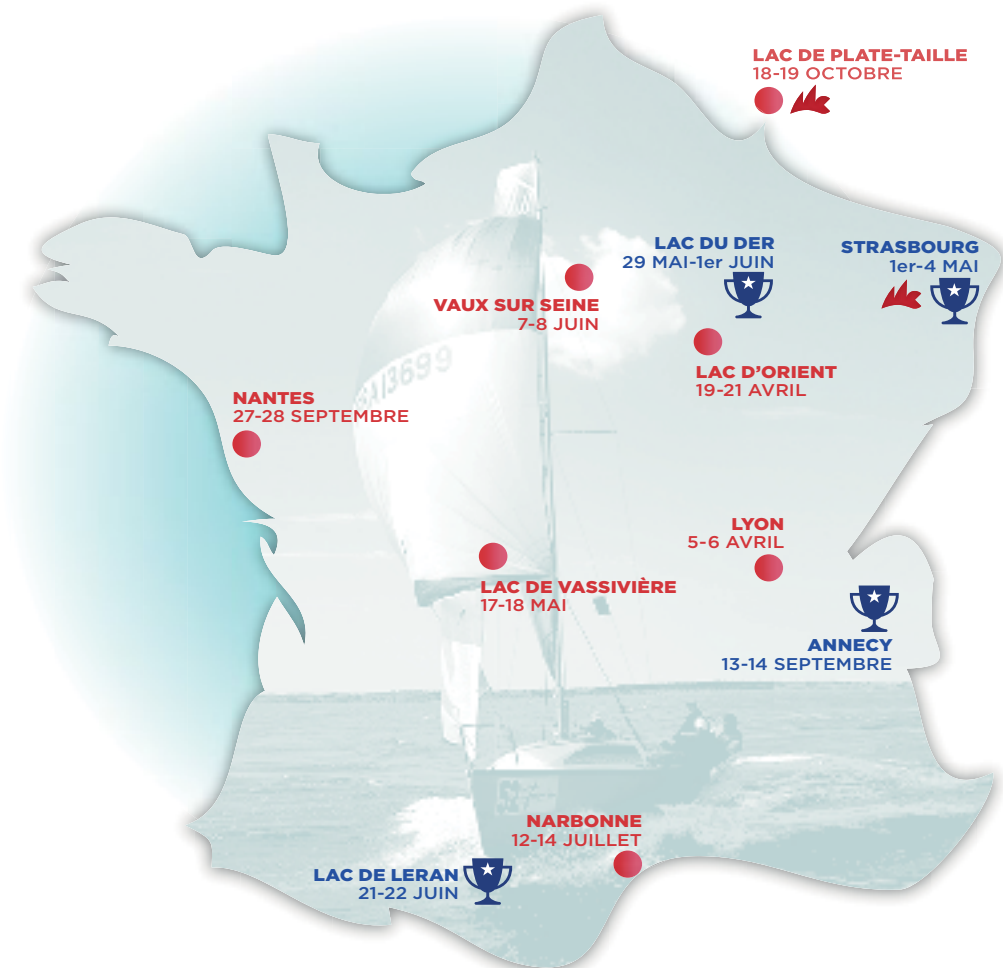 LAC DE PLATE-TAILLE
18-19 OCTOBRE
LAC DU DER
29 MAI-1er JUIN
STRASBOURG
1er-4 MAI
VAUX SUR SEINE
7-8 JUIN
A13699
LAC D'ORIENT
19-21 AVRIL
NANTES
27-28 SEPTEMBRE
LYON
5-6 AVRIL
LAC DE VASSIVIÈRE
17-18 MAI
ANNECY
13-14 SEPTEMBRE
NARBONNE
12-14 JUILLET
LAC DE LERAN
21-22 JUIN